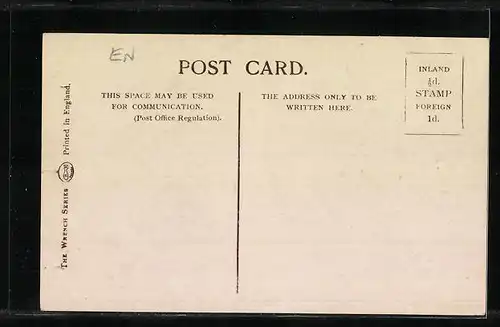 EN
POST CARD.
THIS SPACE MAY BE USED
FOR COMMUNICATION.
(Post Office Regulation).
THE ADDRESS ONLY TO BE
WRITTEN HERE.
INLAND
½d.
STAMP
FOREIGN
1d.
THE WRENCH SERIES
Printed in England.